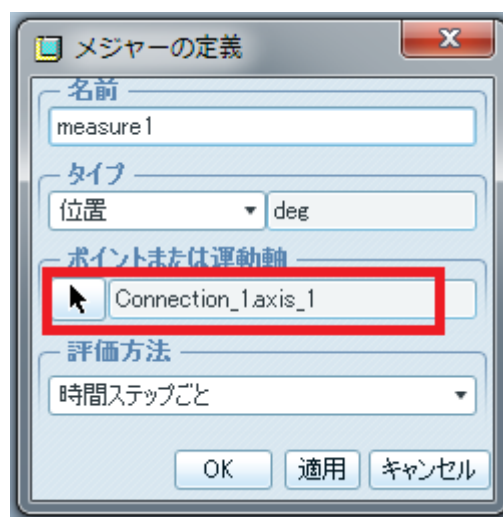 メジャーの定義
名前
measure1
タイプ
位置 deg
ポイントまたは運動軸
Connection_1.axis_1
評価方法
時間ステップごと
OK 適用 キャンセル